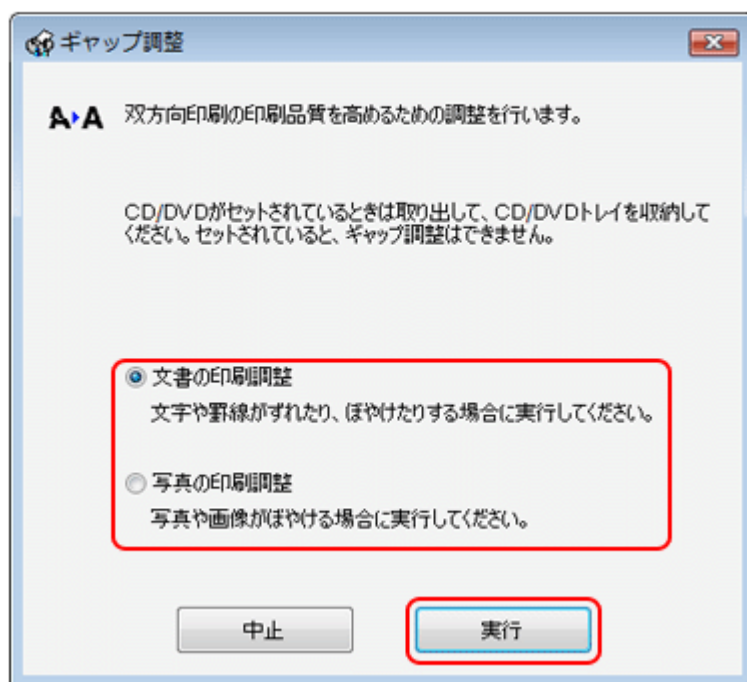 ギャップ調整
A▸A 双方向印刷の印刷品質を高めるための調整を行います。
CD/DVDがセットされているときは取り出して、CD/DVDトレイを収納して
ください。セットされていると、ギャップ調整はできません。
文書の印刷調整
文字や罫線がずれたり、ぼやけたりする場合に実行してください。
写真の印刷調整
写真や画像がぼやける場合に実行してください。
中止 実行